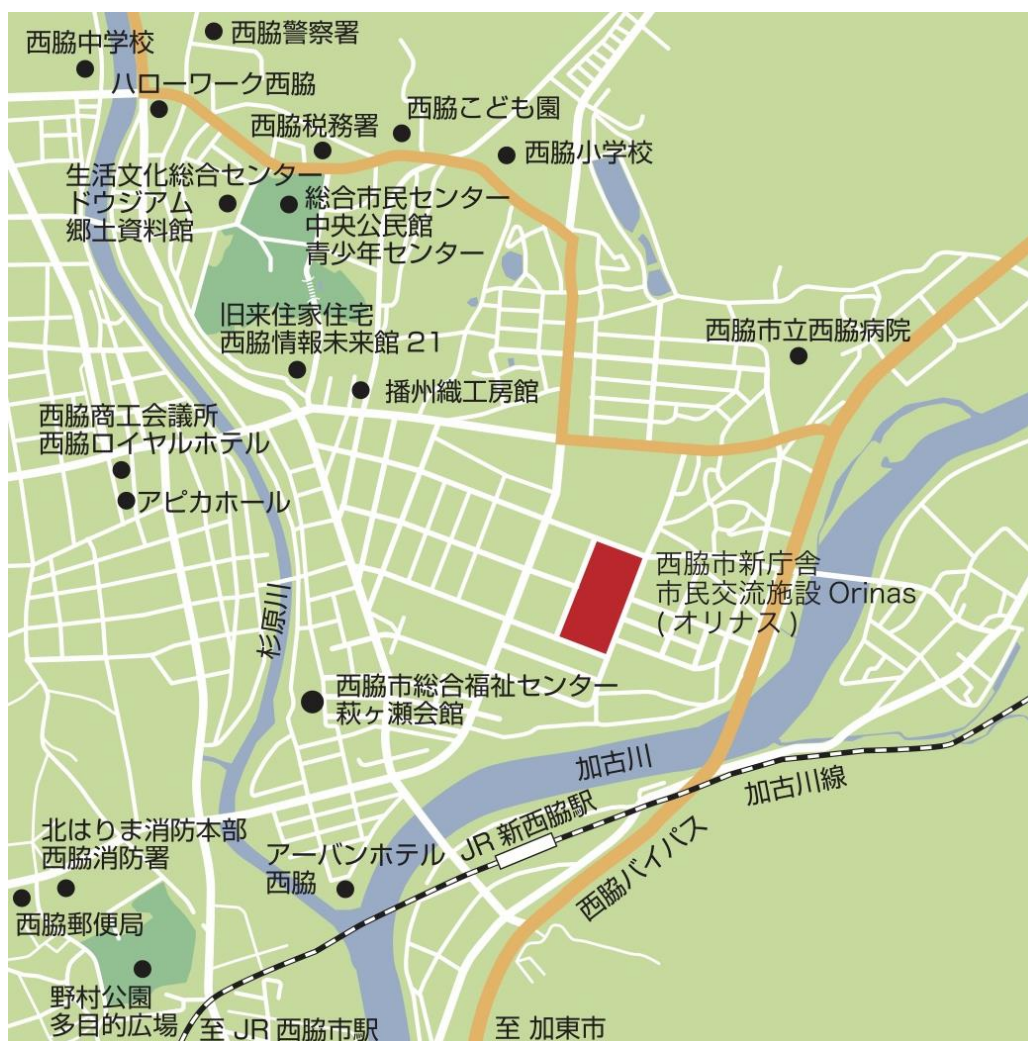 西脇警察署
西脇中学校
ハローワーク西脇
西脇こども園
西脇税務署
西脇小学校
生活文化総合センター
ドウジアム
郷土資料館
総合市民センター
中央公民館
青少年センター
旧来住家住宅
西脇情報未来館 21
西脇市立西脇病院
播州織工房館
西脇商工会議所
西脇ロイヤルホテル
アピカホール
西脇市新庁舎
市民交流施設 Orinas
(オリナス)
杉原川
西脇市総合福祉センター
萩ヶ瀬会館
加古川
加古川線
JR 新西脇駅
西脇バイパス
北はりま消防本部
西脇消防署
アーバンホテル
西脇
西脇郵便局
野村公園
多目的広場
至 JR 西脇市駅
至 加東市